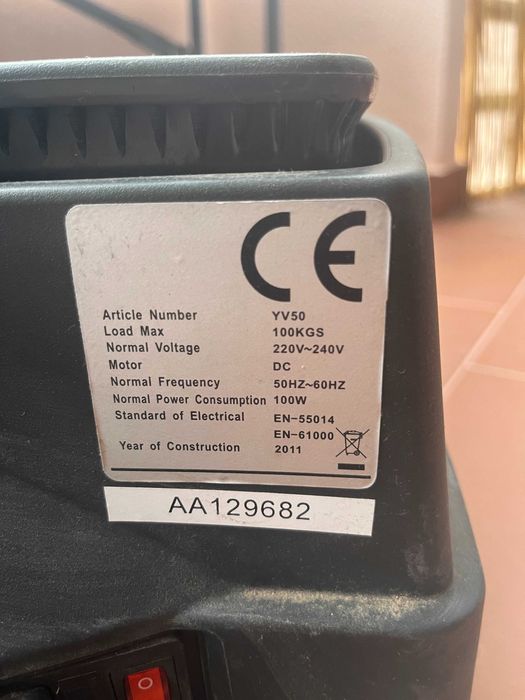 CE
Article Number YV50
Load Max 100KGS
Normal Voltage 220V~240V
Motor DC
Normal Frequency 50HZ~60HZ
Normal Power Consumption 100W
Standard of Electrical EN-55014
EN-61000
Year of Construction 2011
AA129682